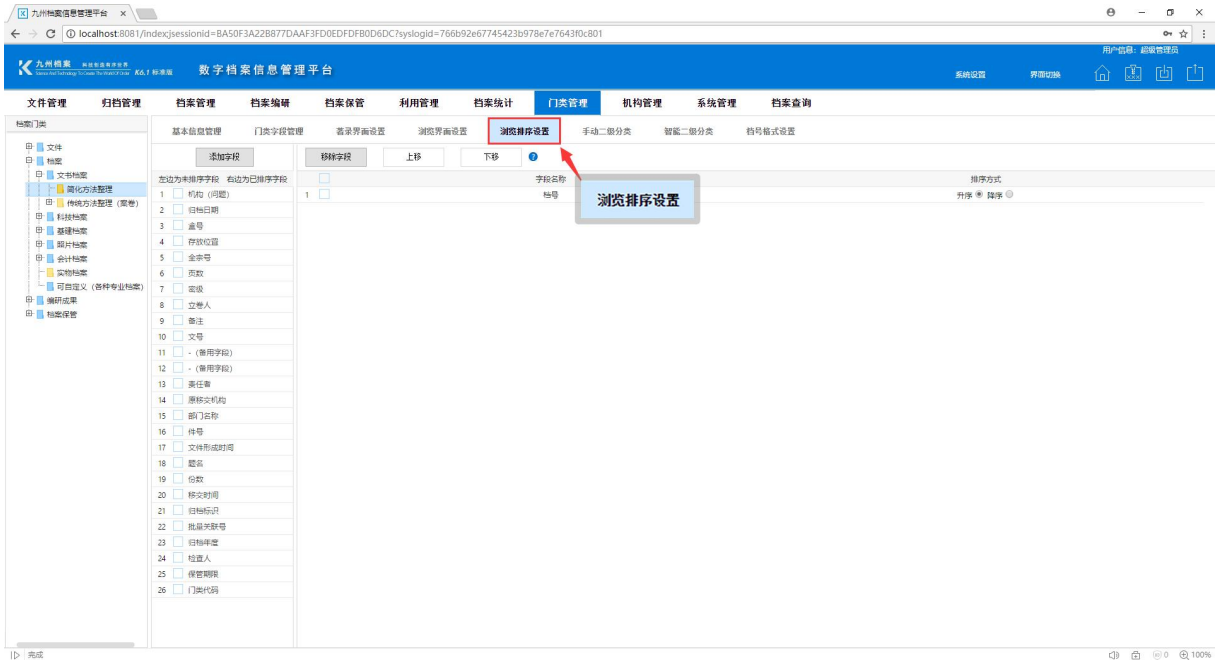 九州档案信息管理平台
localhost:8081/index;jsessionid=BA50F3A22B877DAAF3FD0EDFDFB0D6DC?syslogid=766b92e67745423b978e7e7643f0c801
用户信息：超级管理员
九州档案 科技创造有序世界 K6.1 标准版 数字档案信息管理平台 系统设置 界面切换
文件管理 归档管理 档案管理 档案编研 档案保管 利用管理 档案统计 门类管理 机构管理 系统管理 档案查询
档案门类
基本信息管理 门类字段管理 著录界面设置 浏览界面设置 浏览排序设置 手动二级分类 智能二级分类 档号格式设置
文件
档案
文书档案
简化方法整理
传统方法整理（案卷）
科技档案
基建档案
照片档案
会计档案
实物档案
可自定义（各种专业档案）
编研成果
档案保管
添加字段 移除字段 上移 下移
左边为未排序字段 右边为已排序字段
字段名称 排序方式
1 档号 升序 降序
浏览排序设置
1 机构（问题）
2 归档日期
3 盒号
4 存放位置
5 全宗号
6 页数
7 密级
8 立卷人
9 备注
10 文号
11 -（备用字段）
12 -（备用字段）
13 责任者
14 原移交机构
15 部门名称
16 件号
17 文件形成时间
18 题名
19 份数
20 移交时间
21 归档标识
22 批量关联号
23 归档年度
24 检查人
25 保管期限
26 门类代码
完成
0 100%